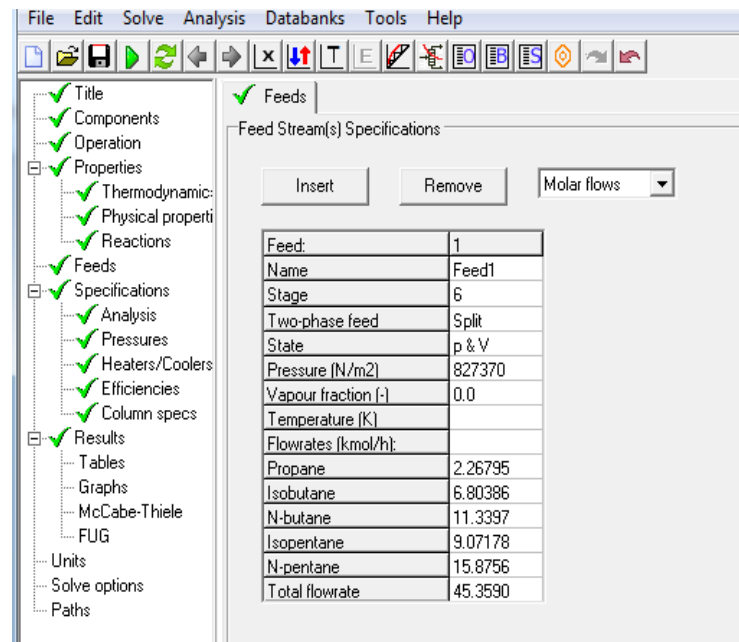 File Edit Solve Analysis Databanks Tools Help
X T E O B S
Title
Components
Operation
Properties
Thermodynamic:
Physical properti
Reactions
Feeds
Specifications
Analysis
Pressures
Heaters/Coolers
Efficiencies
Column specs
Results
Tables
Graphs
McCabe-Thiele
FUG
Units
Solve options
Paths
Feeds
Feed Stream(s) Specifications
Insert Remove Molar flows
Feed: 1
Name Feed1
Stage 6
Two-phase feed Split
State p & V
Pressure (N/m2) 827370
Vapour fraction (-) 0.0
Temperature (K)
Flowrates (kmol/h):
Propane 2.26795
Isobutane 6.80386
N-butane 11.3397
Isopentane 9.07178
N-pentane 15.8756
Total flowrate 45.3590